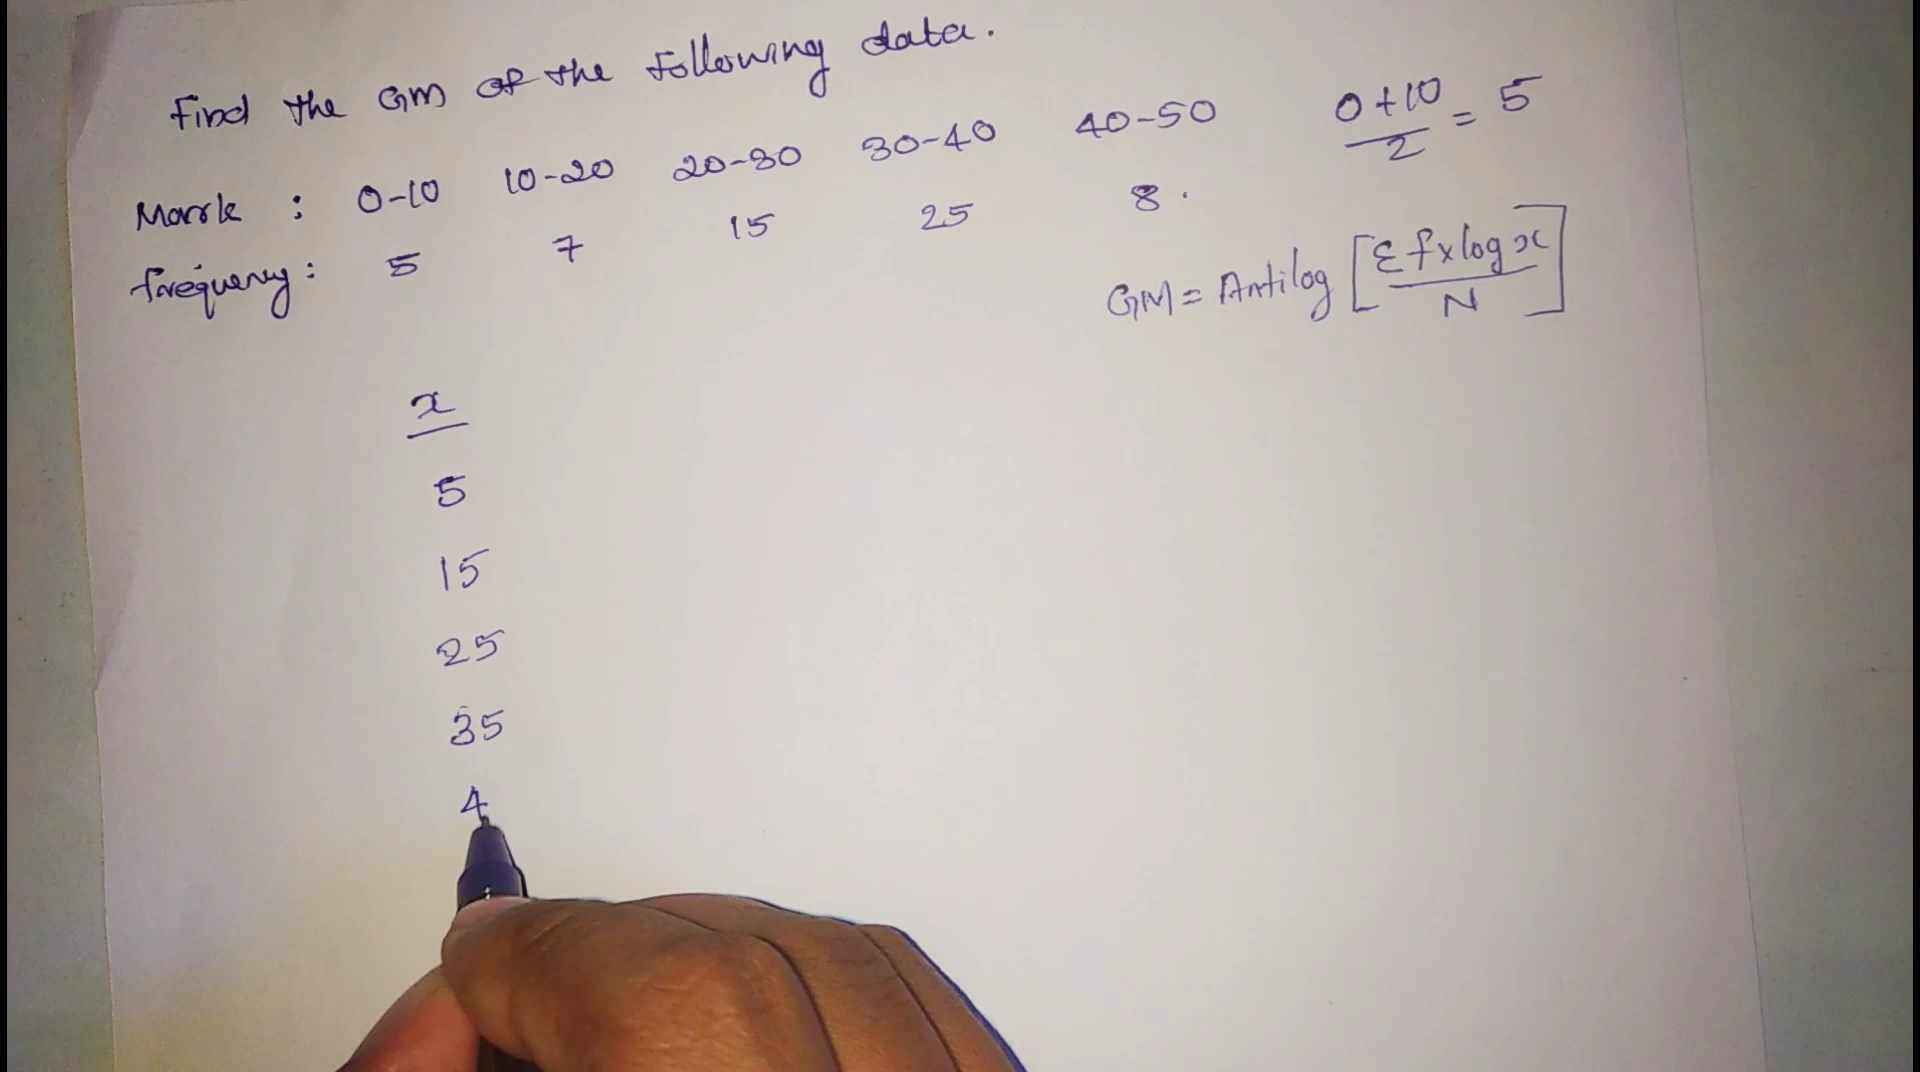 Find the GM of the following data.
Mark : 0-10 10-20 20-30 30-40 40-50
frequency: 5 7 15 25 8.
0+10/2 = 5
GM = Antilog [Σf×logx/N]
x
5
15
25
35
4